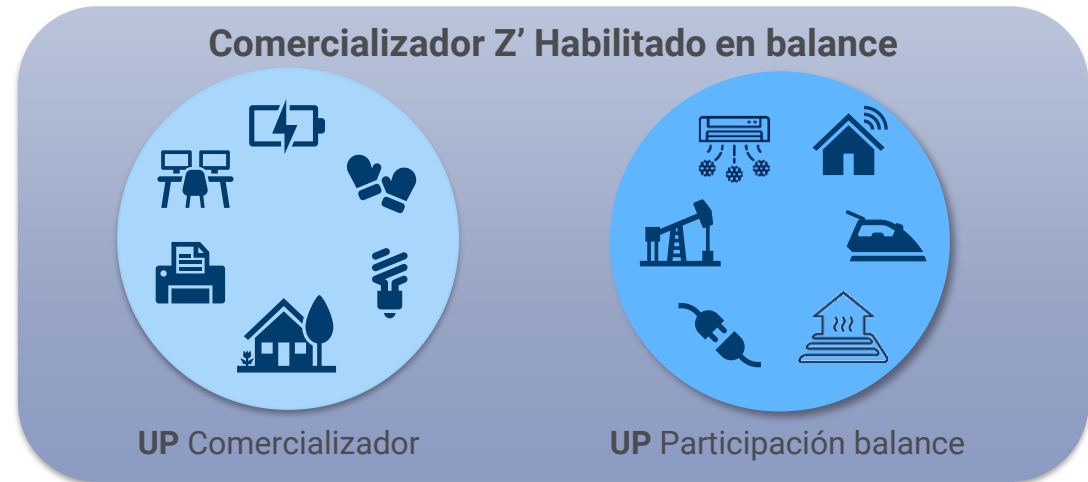 Comercializador Z’ Habilitado en balance
UP Comercializador
UP Participación balance